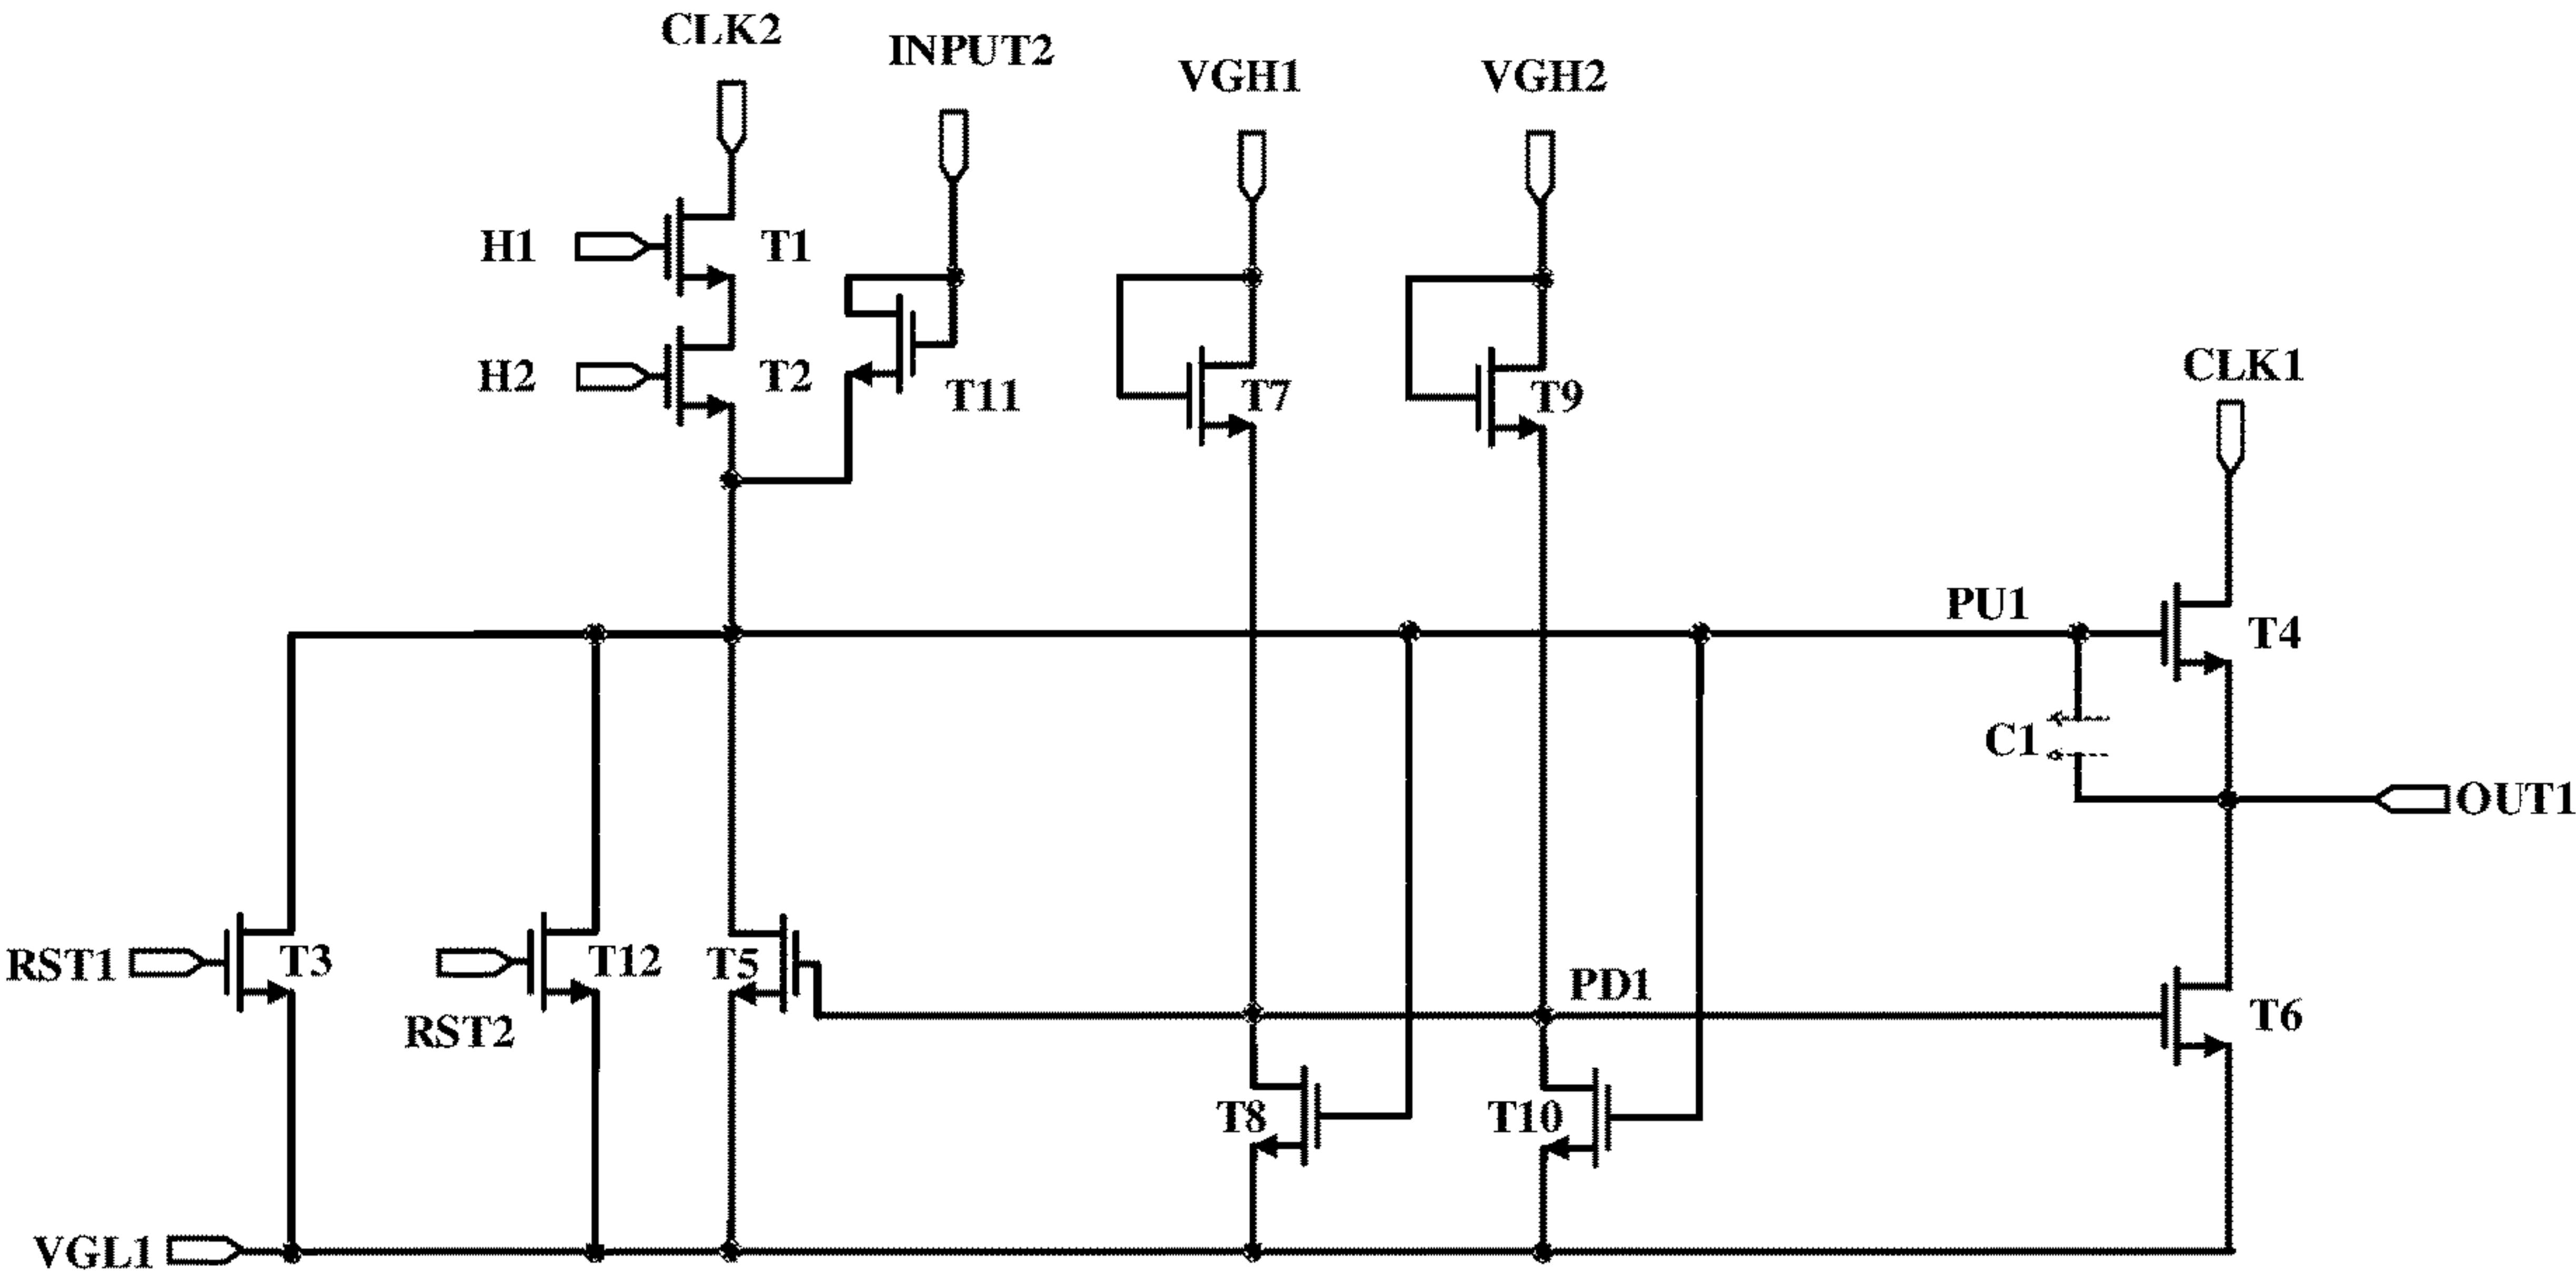 CLK2
INPUT2
VGH1
VGH2
H1
T1
H2
T2
T11
T7
T9
CLK1
PU1
T4
C1
OUT1
RST1
T3
T12
T5
RST2
PD1
T6
T8
T10
VGL1